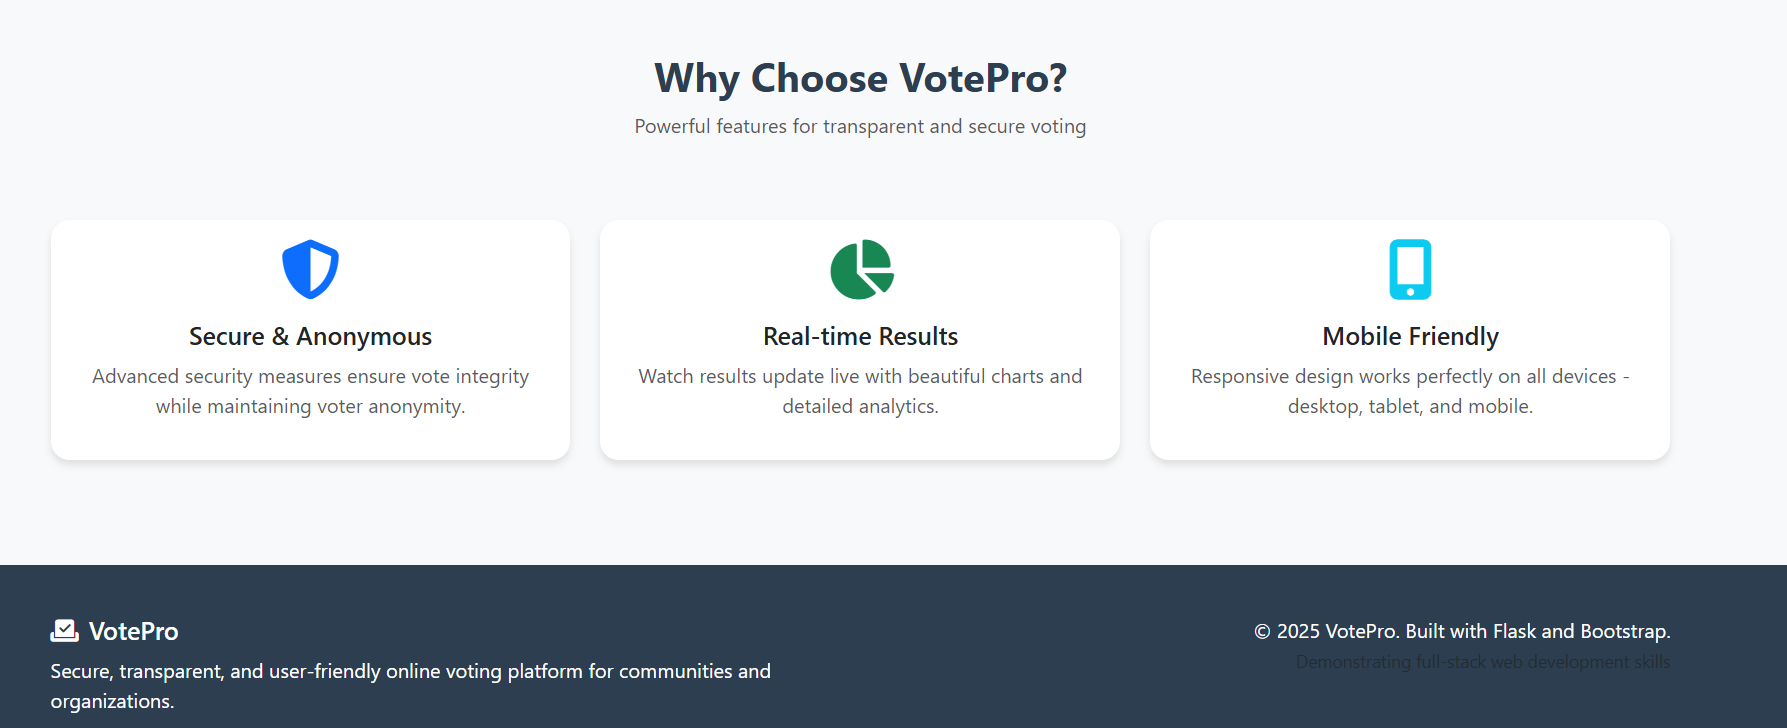 Why Choose VotePro?
Powerful features for transparent and secure voting
Secure & Anonymous
Advanced security measures ensure vote integrity
while maintaining voter anonymity.
Real-time Results
Watch results update live with beautiful charts and
detailed analytics.
Mobile Friendly
Responsive design works perfectly on all devices -
desktop, tablet, and mobile.
VotePro
Secure, transparent, and user-friendly online voting platform for communities and
organizations.
© 2025 VotePro. Built with Flask and Bootstrap.
Demonstrating full-stack web development skills